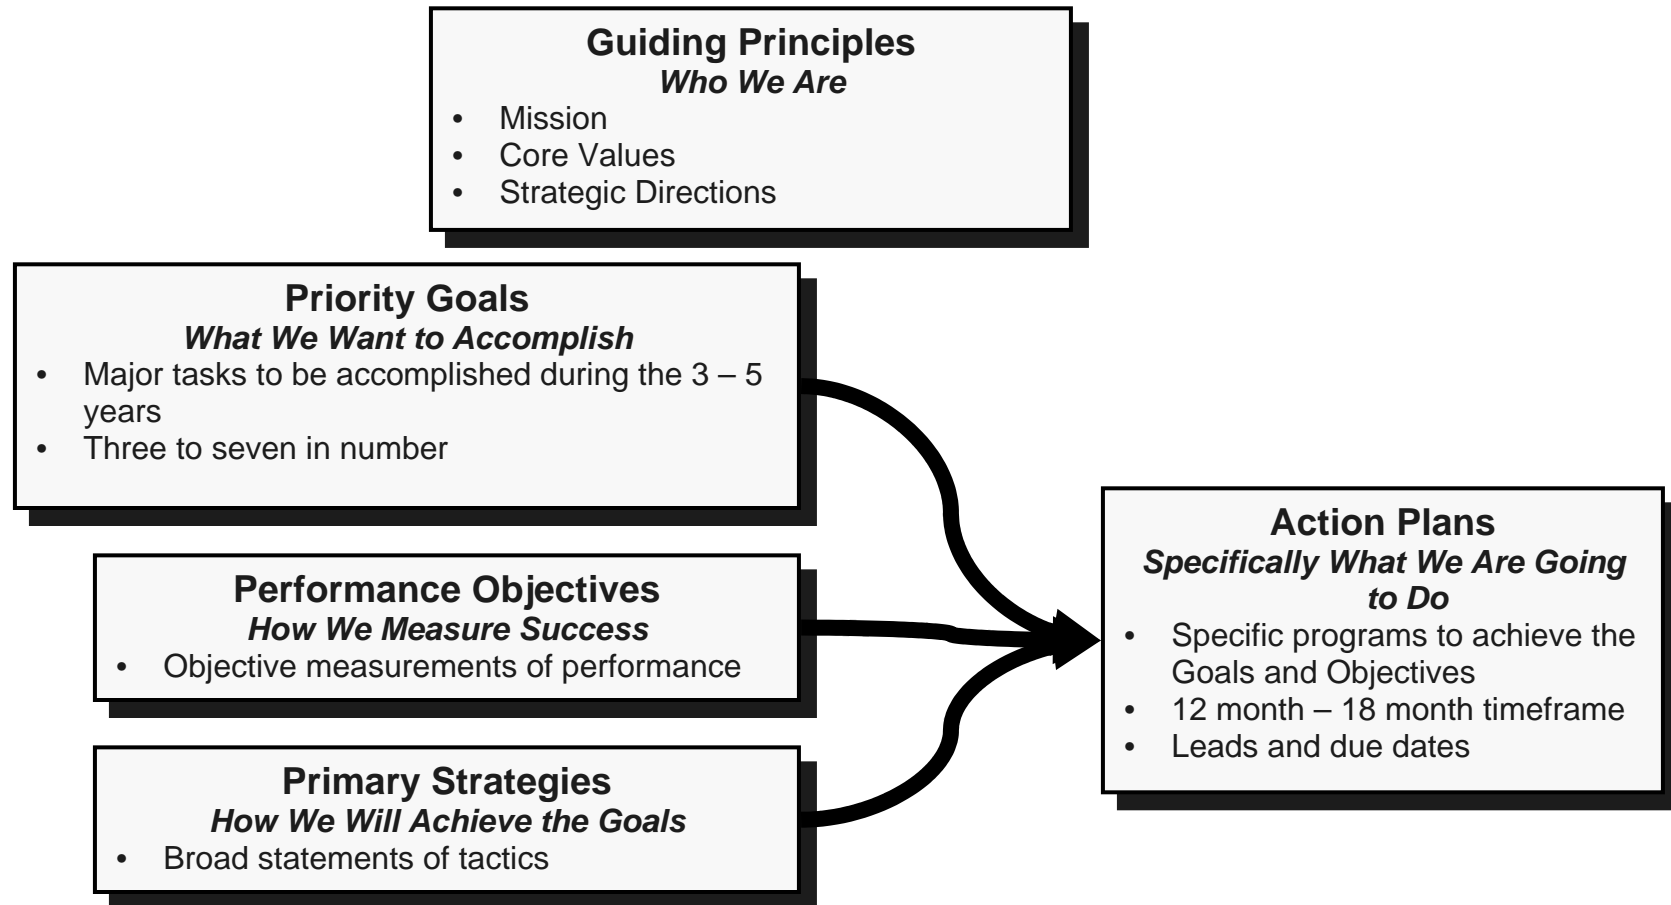 Guiding Principles
Who We Are
• Mission
• Core Values
• Strategic Directions
Priority Goals
What We Want to Accomplish
• Major tasks to be accomplished during the 3 – 5
years
• Three to seven in number
Performance Objectives
How We Measure Success
• Objective measurements of performance
Primary Strategies
How We Will Achieve the Goals
• Broad statements of tactics
Action Plans
Specifically What We Are Going
to Do
• Specific programs to achieve the
Goals and Objectives
• 12 month – 18 month timeframe
• Leads and due dates